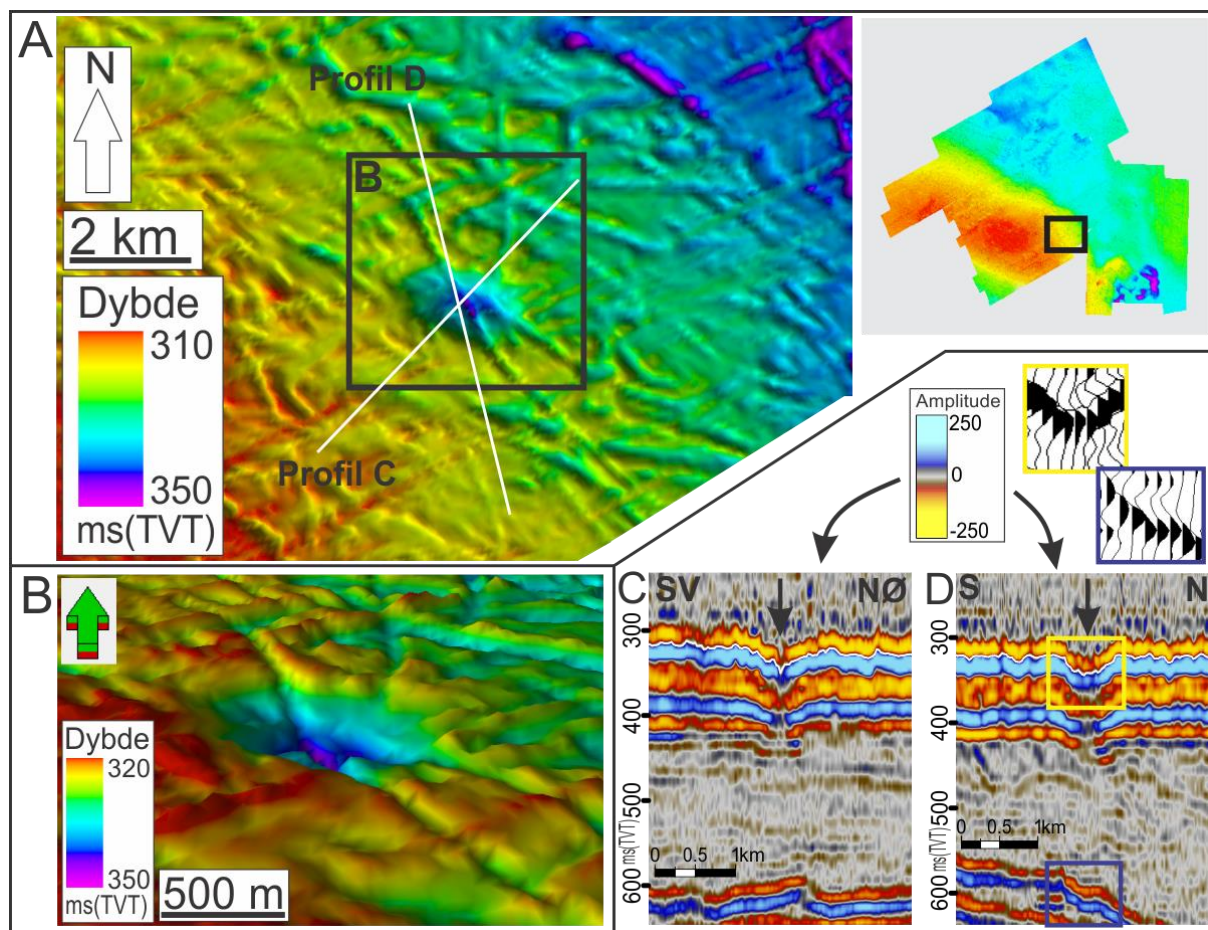 A
N
2 km
Dybde
310
350
ms(TVT)
Profil D
B
Profil C
Amplitude
250
0
-250
B
Dybde
320
350
ms(TVT)
500 m
C
SV
NØ
300
400
500
600
ms(TVT)
0 0.5 1km
D
S
N
300
400
500
600
ms(TVT)
0 0.5 1km